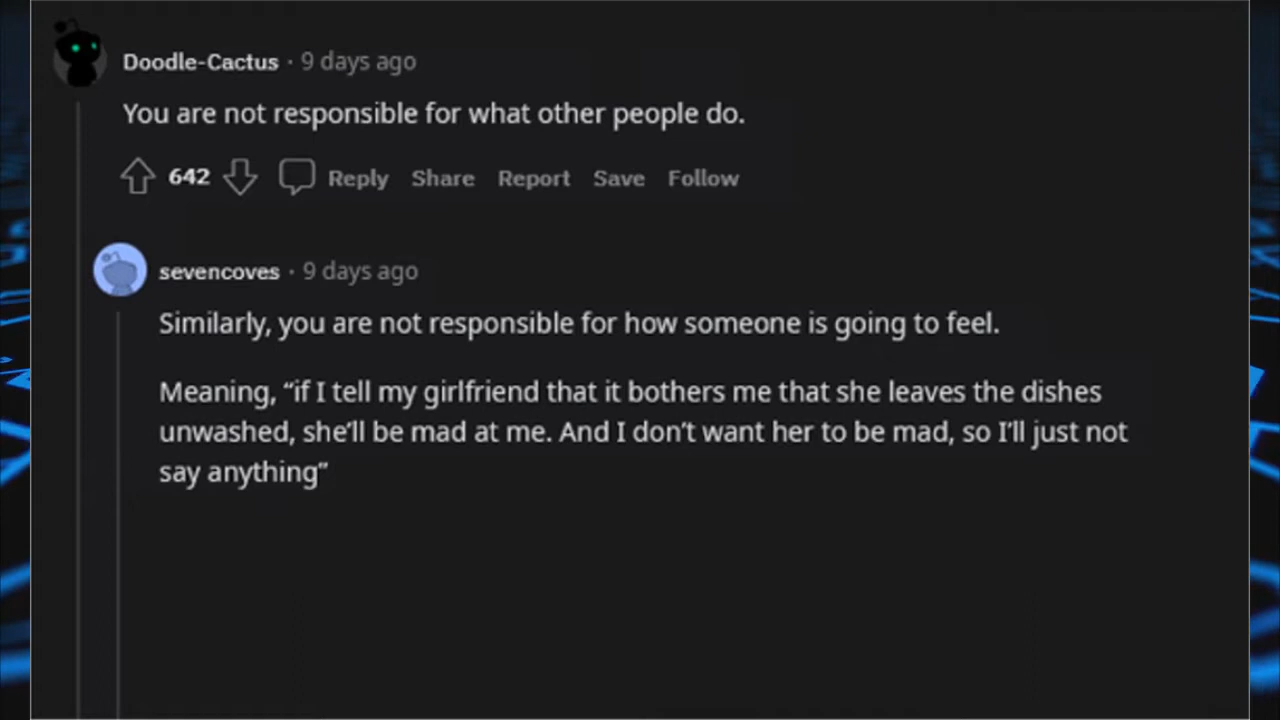 Doodle-Cactus · 9 days ago
You are not responsible for what other people do.
642 Reply Share Report Save Follow
sevencoves · 9 days ago
Similarly, you are not responsible for how someone is going to feel.
Meaning, “if I tell my girlfriend that it bothers me that she leaves the dishes
unwashed, she’ll be mad at me. And I don’t want her to be mad, so I’ll just not
say anything”